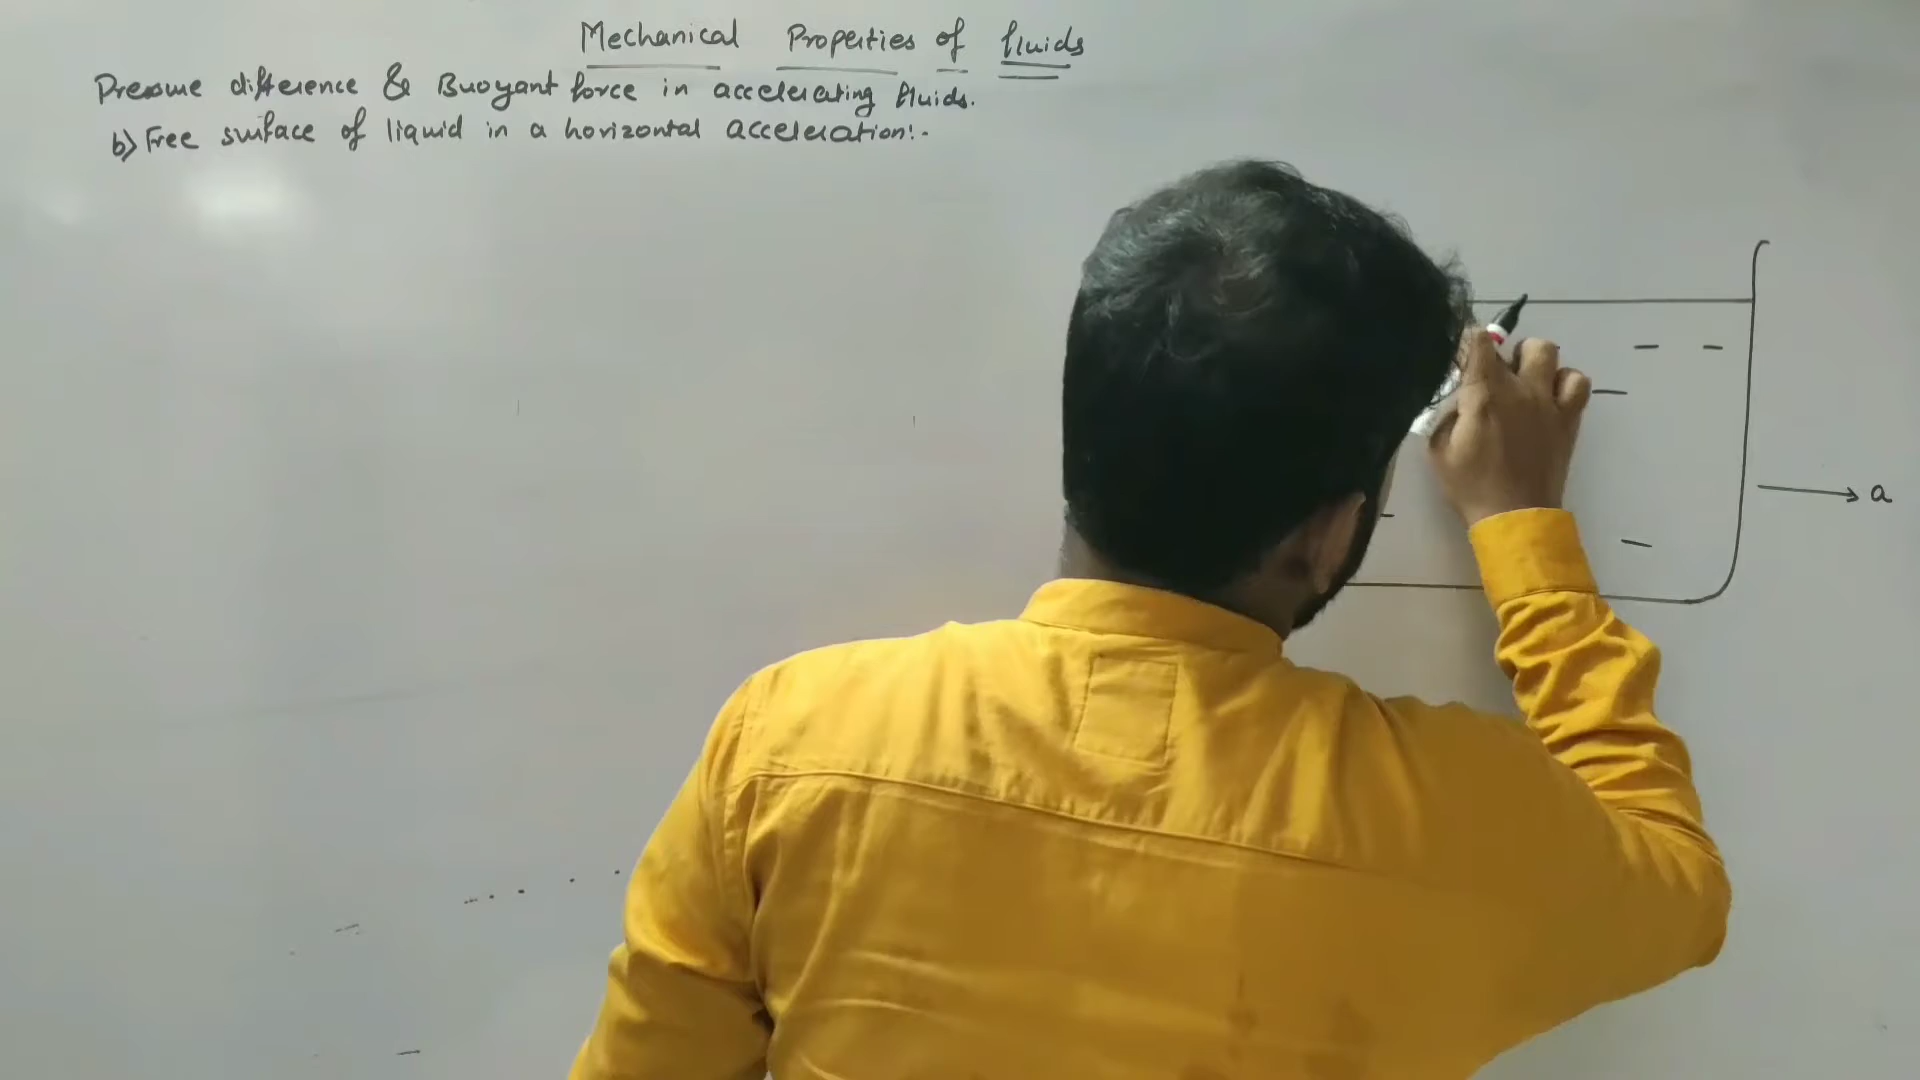 Mechanical Properties of fluids
Pressure difference & Buoyant force in accelerating fluids.
b) Free surface of liquid in a horizontal acceleration:-
a